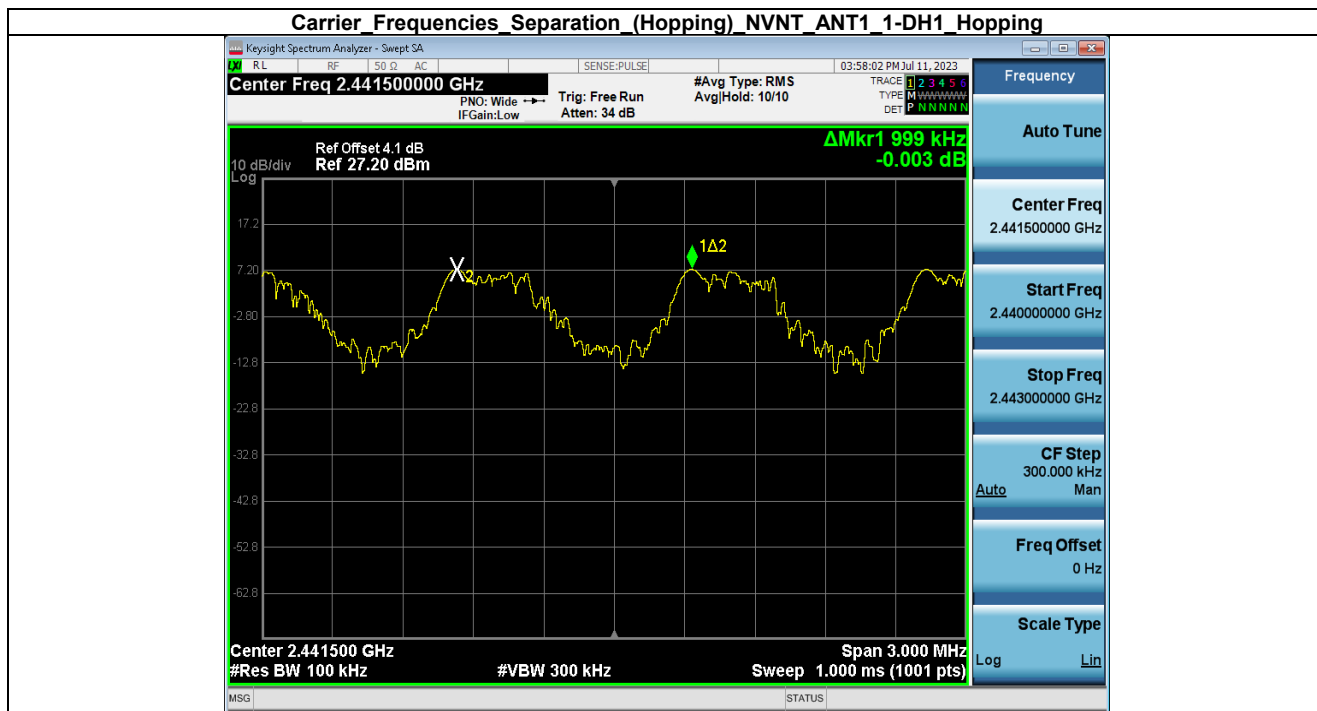 Carrier_Frequencies_Separation_(Hopping)_NVNT_ANT1_1-DH1_Hopping
Keysight Spectrum Analyzer - Swept SA
LXI RL RF 50 Ω AC SENSE:PULSE 03:58:02 PM Jul 11, 2023
Center Freq 2.441500000 GHz
PNO: Wide
IFGain:Low
Trig: Free Run
Atten: 34 dB
#Avg Type: RMS
Avg|Hold: 10/10
TRACE 1 2 3 4 5 6
TYPE M WWWWW
DET P N N N N N
ΔMkr1 999 kHz
-0.003 dB
Ref Offset 4.1 dB
10 dB/div Ref 27.20 dBm
Log
17.2
7.20
-2.80
-12.8
-22.8
-32.8
-42.8
-52.8
-62.8
2
1Δ2
Center 2.441500 GHz Span 3.000 MHz
#Res BW 100 kHz #VBW 300 kHz Sweep 1.000 ms (1001 pts)
MSG STATUS
Frequency
Auto Tune
Center Freq
2.441500000 GHz
Start Freq
2.440000000 GHz
Stop Freq
2.443000000 GHz
CF Step
300.000 kHz
Auto Man
Freq Offset
0 Hz
Scale Type
Log Lin